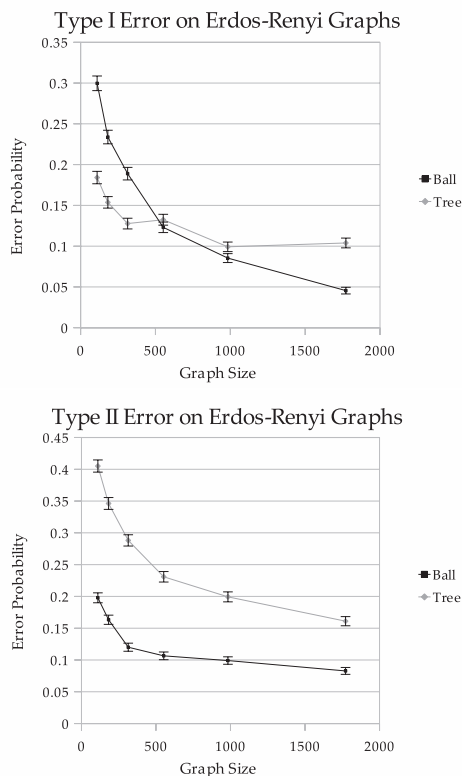 Type I Error on Erdos-Renyi Graphs
0.35
0.3
0.25
0.2
0.15
0.1
0.05
0
Error Probability
0 500 1000 1500 2000
Graph Size
Ball
Tree
Type II Error on Erdos-Renyi Graphs
0.45
0.4
0.35
0.3
0.25
0.2
0.15
0.1
0.05
0
Error Probability
0 500 1000 1500 2000
Graph Size
Ball
Tree